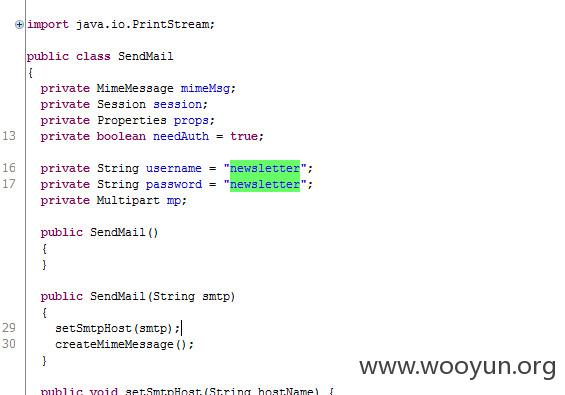 import java.io.PrintStream;
public class SendMail
{
private MimeMessage mimeMsg;
private Session session;
private Properties props;
13 private boolean needAuth = true;
16 private String username = "newsletter";
17 private String password = "newsletter";
private Multipart mp;
public SendMail()
{
}
public SendMail(String smtp)
{
29 setSmtpHost(smtp);
30 createMimeMessage();
}
www.wooyun.org
public void setSmtpHost(String hostName) {